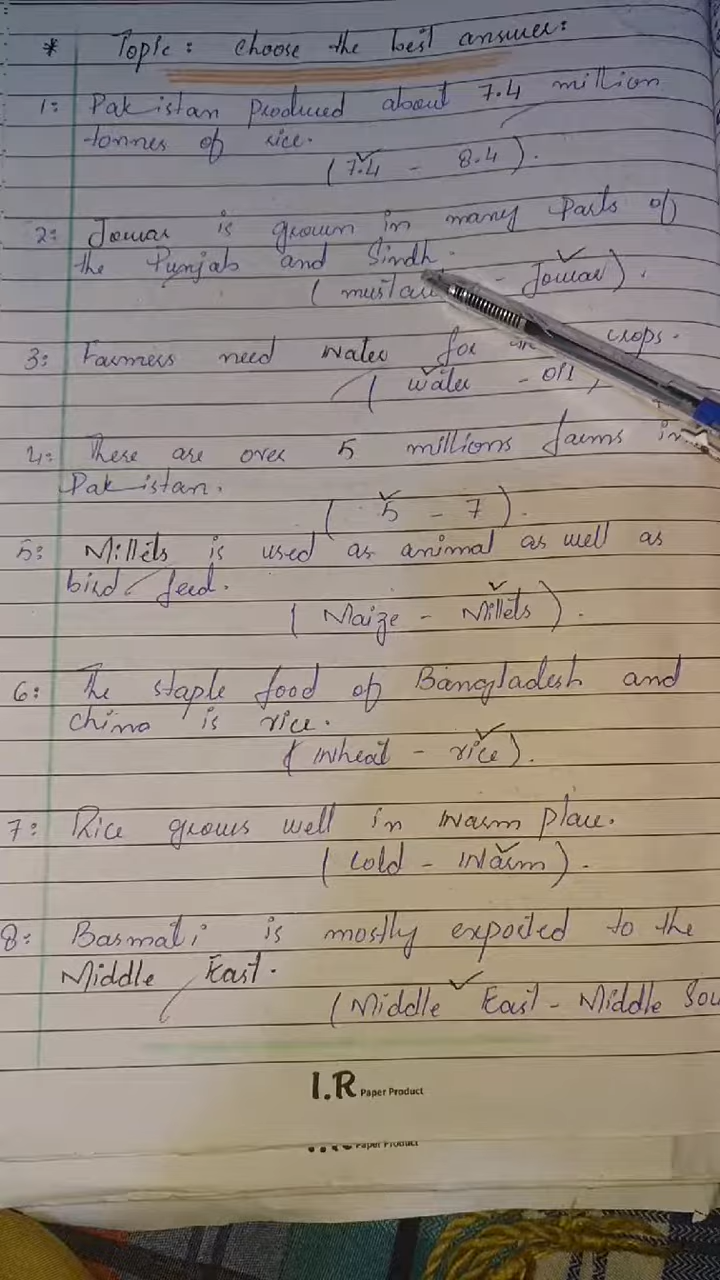 * Topic: choose the best answer:
1: Pakistan produced about 7.4 million
tonnes of rice.
(7.4 - 8.4).
2: Jowar is grown in many parts of
the Punjab and Sindh.
( - Jowar).
3: Farmers need water for crops.
(water - oil
4: There are over 5 millions farms in
Pakistan.
( 5 - 7 ).
5: Millets is used as animal as well as
bird feed.
( Maize - Millets ).
6: The staple food of Bangladesh and
china is rice.
( wheat - rice ).
7: Rice grows well in warm place.
( cold - warm ).
8: Basmati is mostly exported to the
Middle East.
(Middle East - Middle Sou
I.R Paper Product
Paper Product